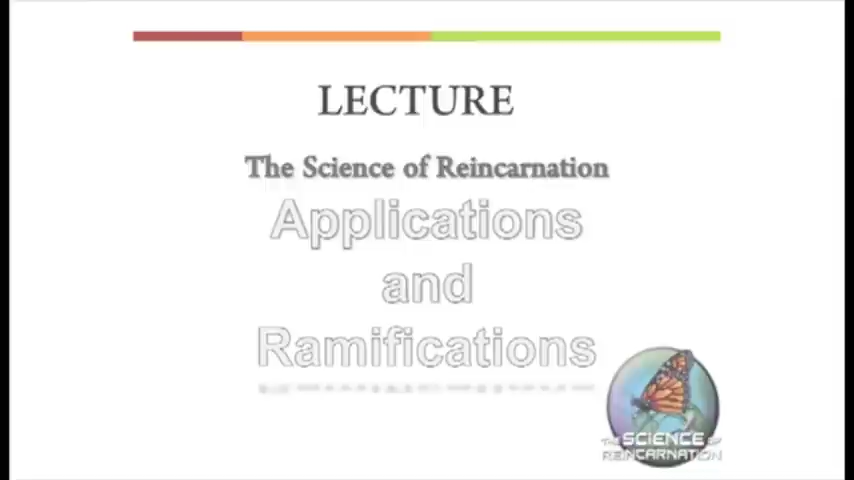 LECTURE
The Science of Reincarnation
Applications
and
Ramifications
THE SCIENCE OF
REINCARNATION